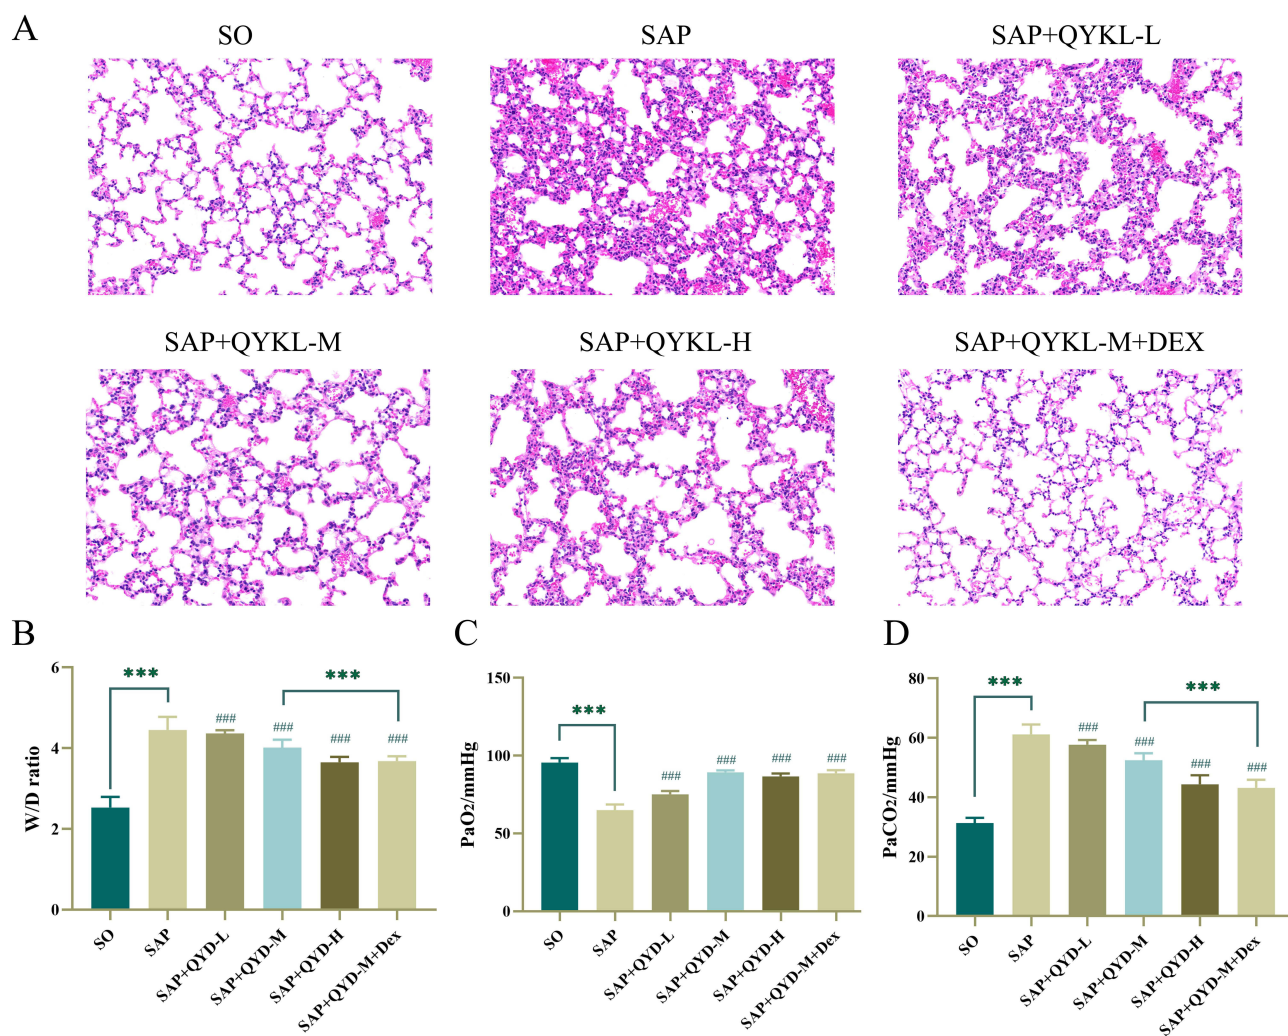 A
SO
SAP
SAP+QYKL-L
SAP+QYKL-M
SAP+QYKL-H
SAP+QYKL-M+DEX
B
W/D ratio
6
4
2
0
***
***
###
###
###
###
SO
SAP
SAP+QYD-L
SAP+QYD-M
SAP+QYD-H
SAP+QYD-M+Dex
C
PaO2/mmHg
150
100
50
0
***
###
###
###
###
SO
SAP
SAP+QYD-L
SAP+QYD-M
SAP+QYD-H
SAP+QYD-M+Dex
D
PaCO2/mmHg
80
60
40
20
0
***
***
###
###
###
###
SO
SAP
SAP+QYD-L
SAP+QYD-M
SAP+QYD-H
SAP+QYD-M+Dex